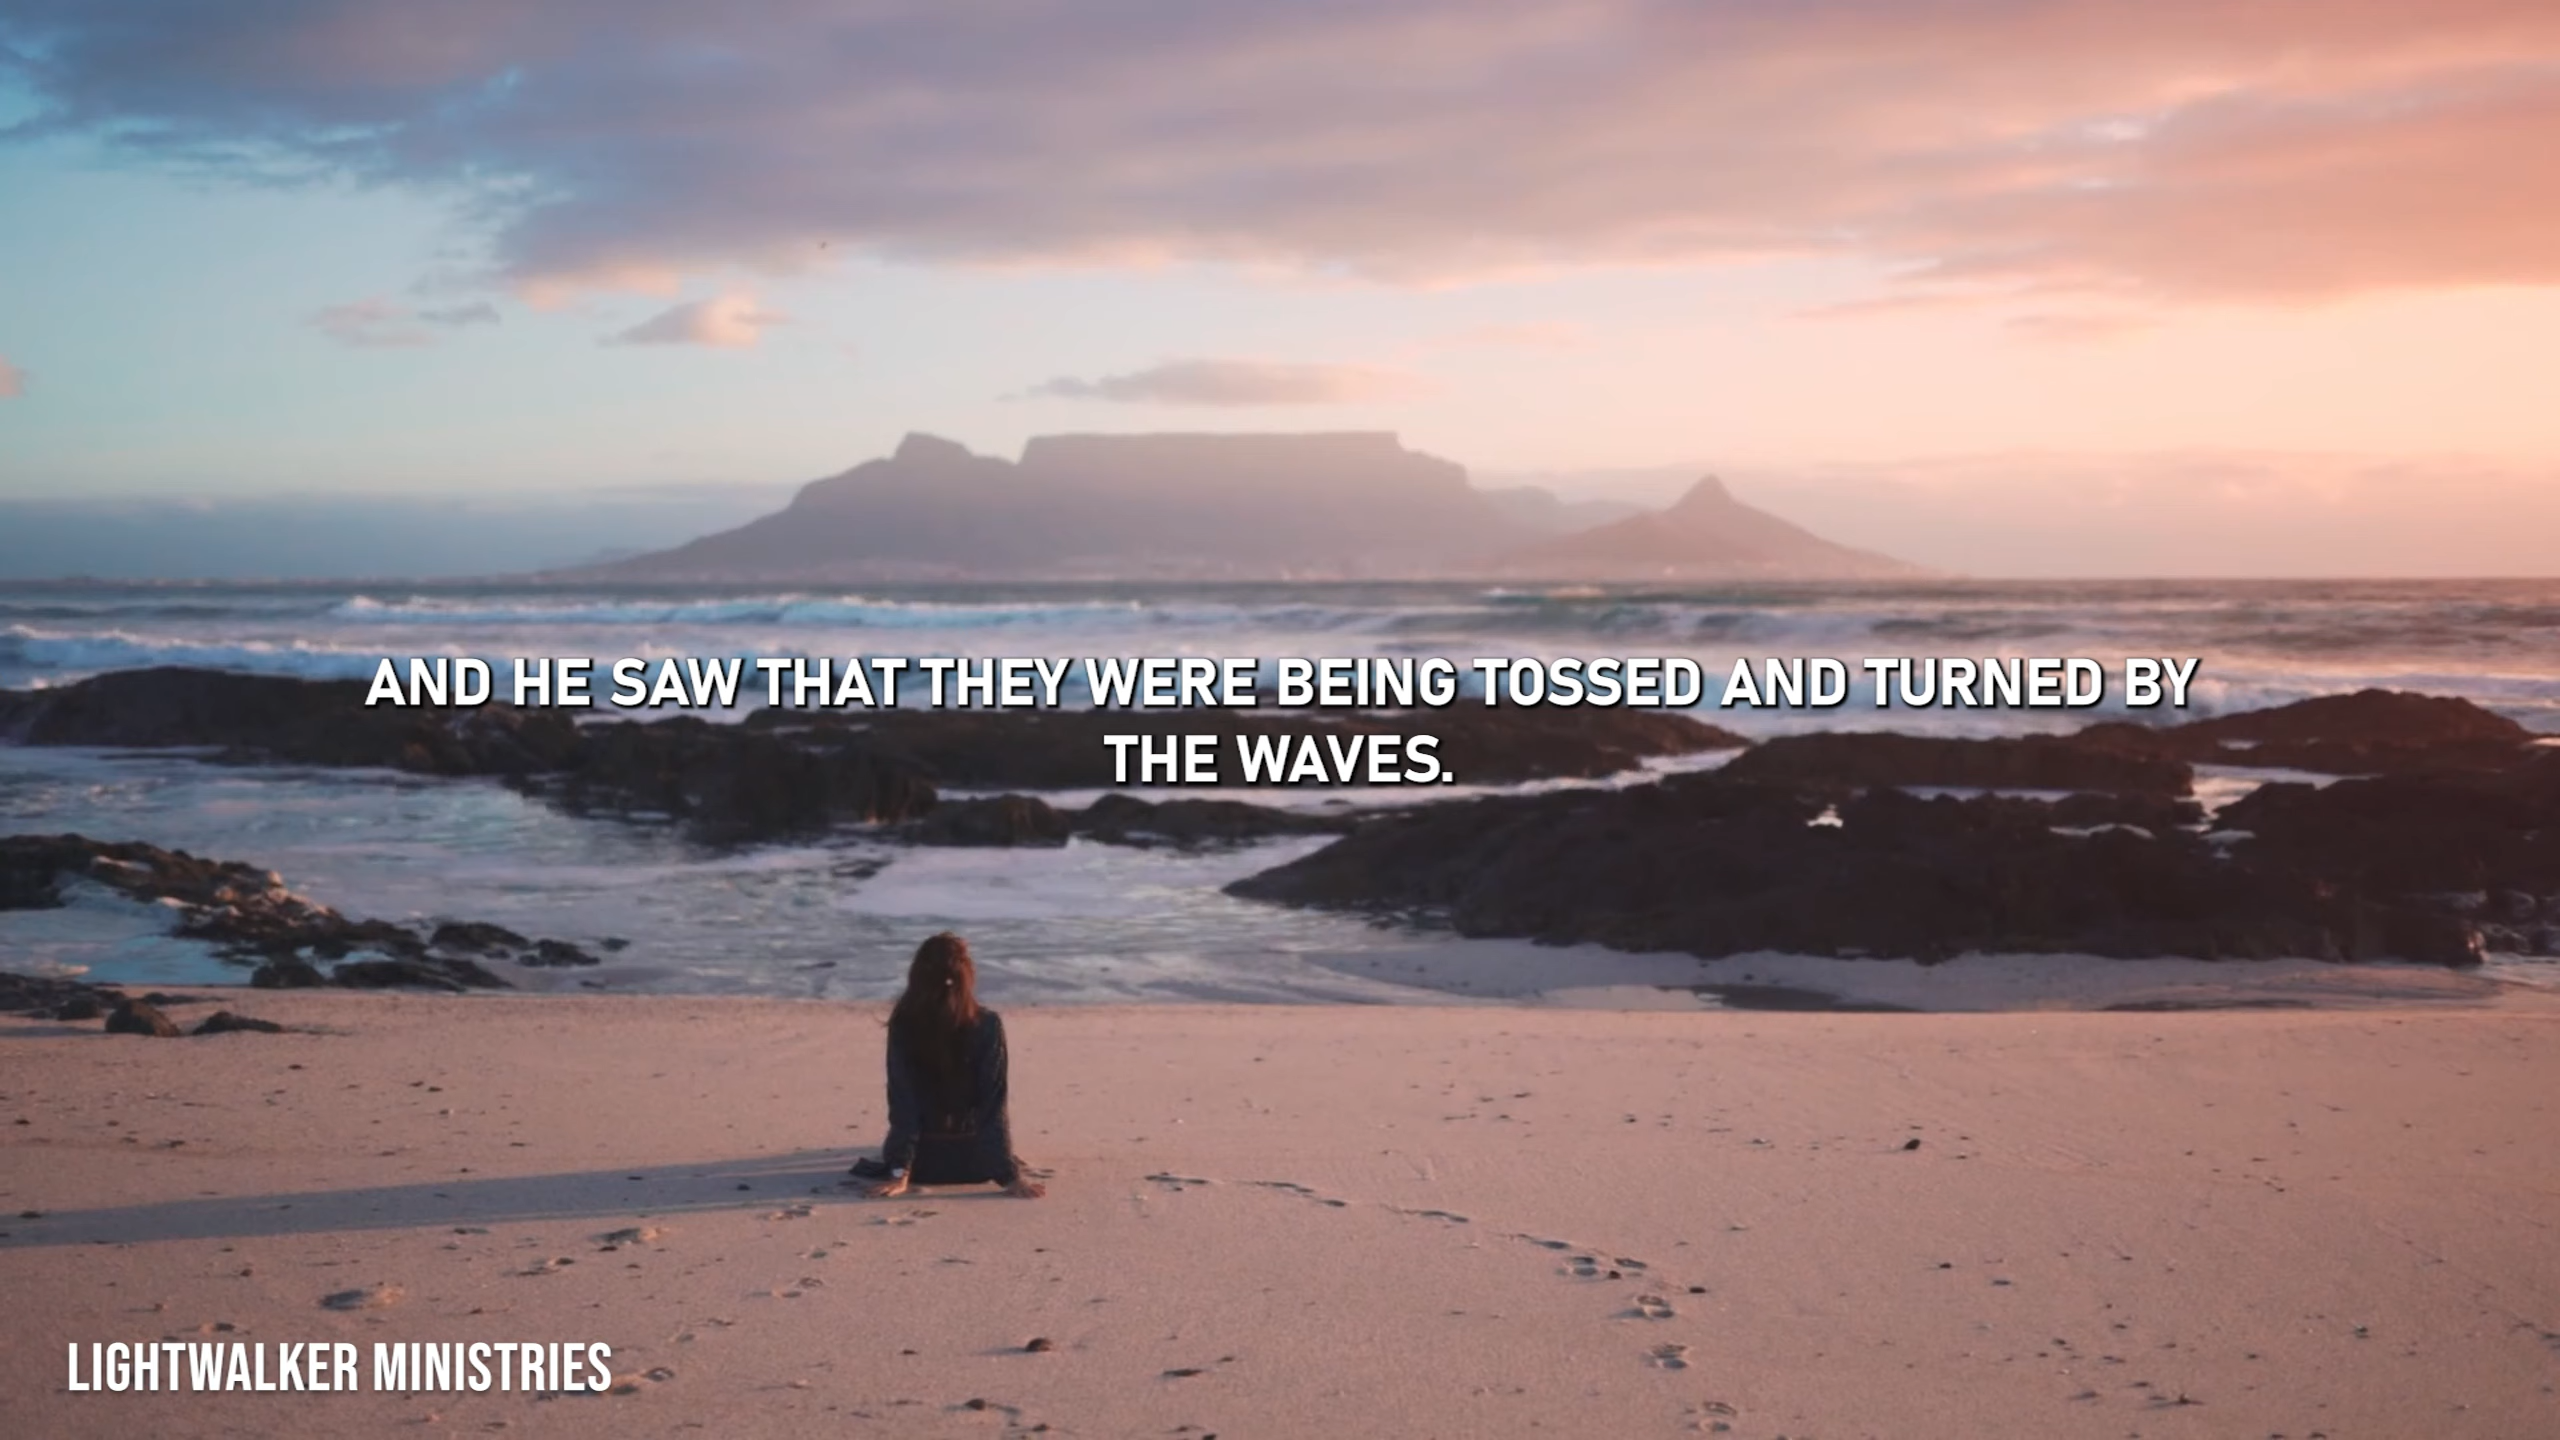 AND HE SAW THAT THEY WERE BEING TOSSED AND TURNED BY
THE WAVES.
LIGHTWALKER MINISTRIES